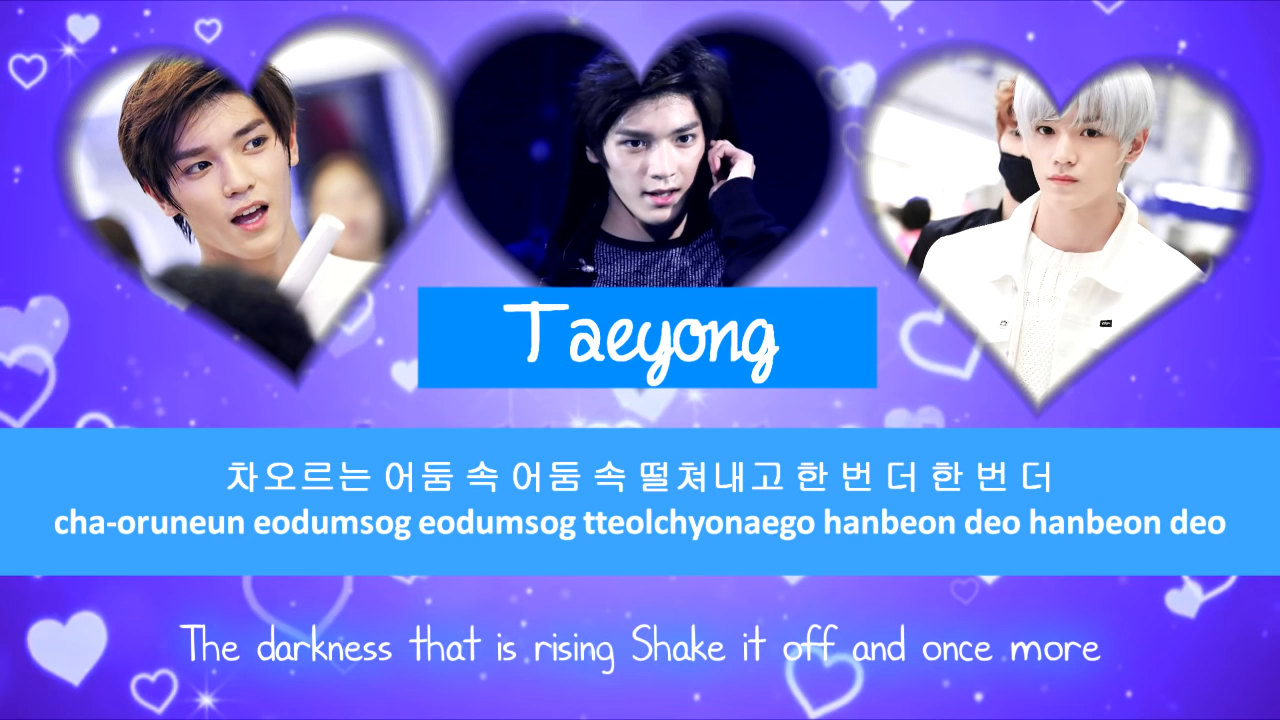 Taeyong
차오르는 어둠 속 어둠 속 떨쳐내고 한 번 더 한 번 더
cha-oruneun eodumsog eodumsog tteolchyonaego hanbeon deo hanbeon deo
The darkness that is rising Shake it off and once more